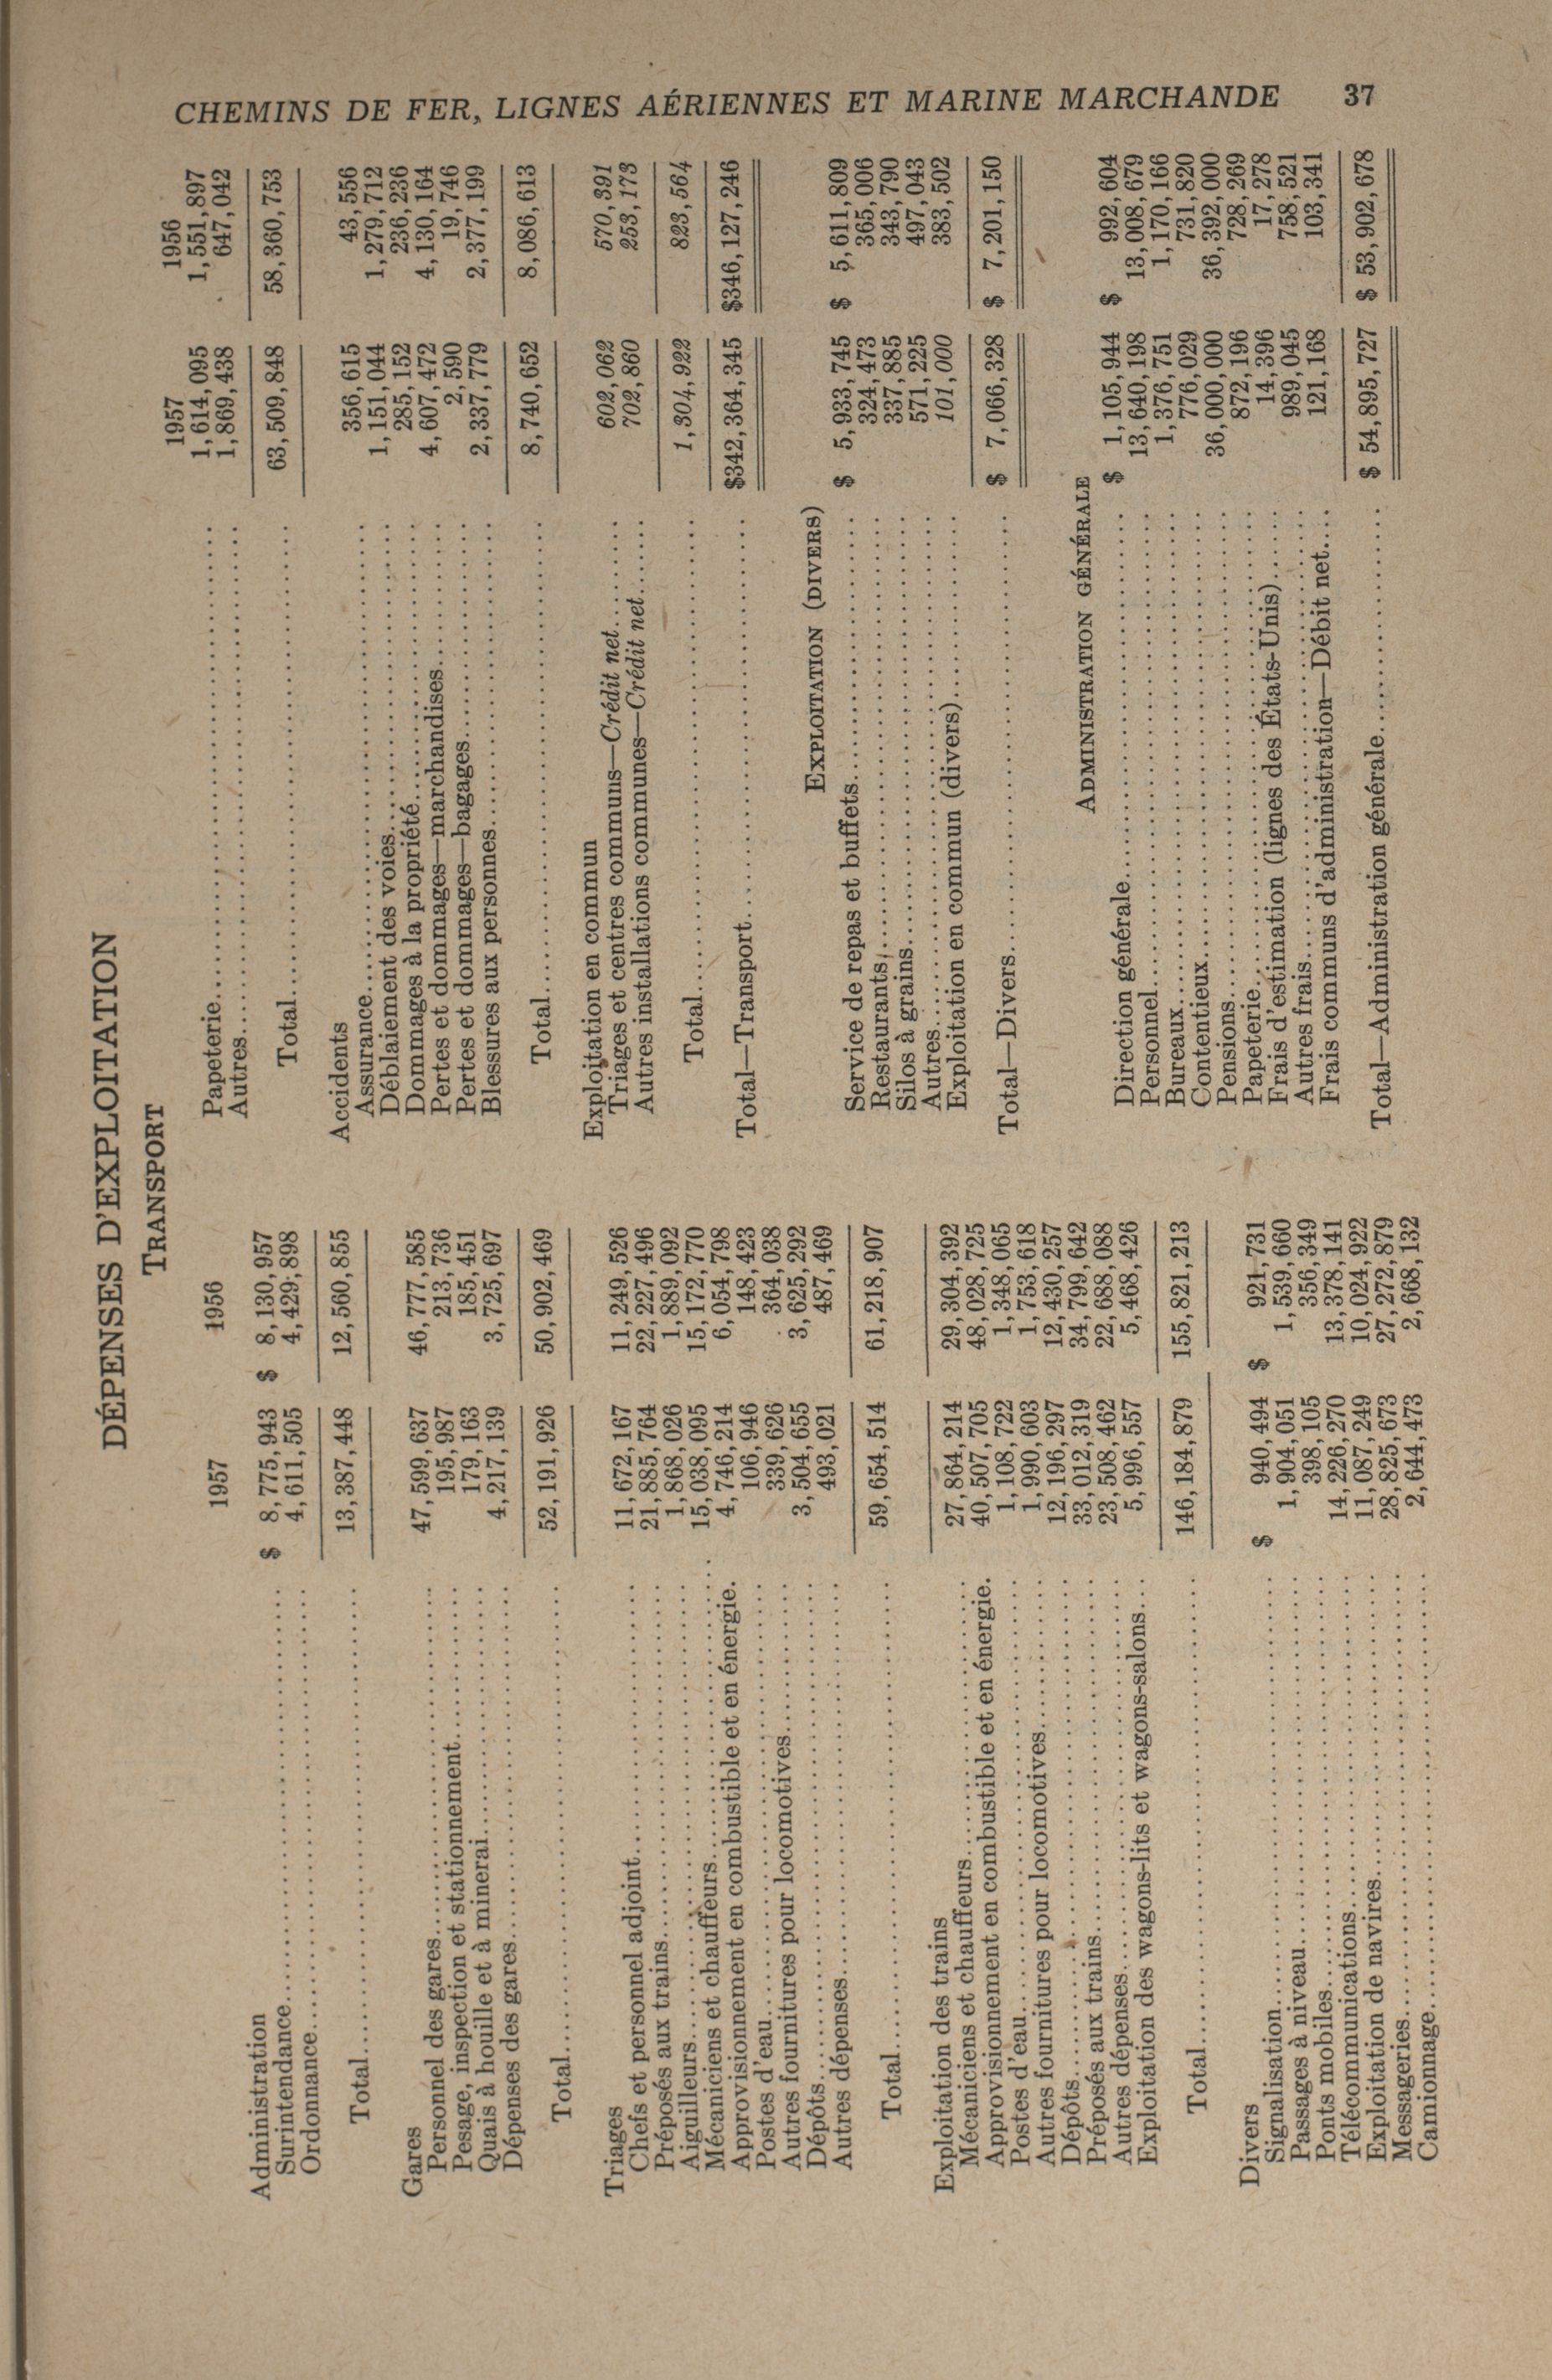 CHEMINS DE FER, LIGNES AÉRIENNES ET MARINE MARCHANDE 37
DÉPENSES D'EXPLOITATION
TRANSPORT
1957 1956
Administration
Surintendance $ 8,775,943 $ 8,130,957
Ordonnance 4,611,505 4,429,898
Total 13,387,448 12,560,855
Gares
Personnel des gares 47,599,637 46,777,585
Pesage, inspection et stationnement 195,987 213,736
Quais à houille et à minerai 179,163 185,451
Dépenses des gares 4,217,139 3,725,697
Total 52,191,926 50,902,469
Triages
Chefs et personnel adjoint 11,672,167 11,249,526
Préposés aux trains 21,885,764 22,227,496
Aiguilleurs 1,868,026 1,889,092
Mécaniciens et chauffeurs 15,038,095 15,172,770
Approvisionnement en combustible et en énergie. 4,746,214 6,054,798
Postes d'eau 106,946 148,423
Autres fournitures pour locomotives 339,626 364,038
Dépôts 3,504,655 3,625,292
Autres dépenses 493,021 487,469
Total 59,654,514 61,218,907
Exploitation des trains
Mécaniciens et chauffeurs 27,864,214 29,304,392
Approvisionnement en combustible et en énergie. 40,507,705 48,028,725
Postes d'eau 1,108,722 1,348,065
Autres fournitures pour locomotives 1,990,603 1,753,618
Dépôts 12,196,297 12,430,257
Préposés aux trains 33,012,319 34,799,642
Autres dépenses 23,508,462 22,688,088
Exploitation des wagons-lits et wagons-salons 5,996,557 5,468,426
Total 146,184,879 155,821,213
Divers
Signalisation $ 940,494 $ 921,731
Passages à niveau 1,904,051 1,539,660
Ponts mobiles 398,105 356,349
Télécommunications 14,226,270 13,378,141
Exploitation de navires 11,087,249 10,024,922
Messageries 28,825,673 27,272,879
Camionnage 2,644,473 2,668,132
1957 1956
Papeterie 1,614,095 1,551,897
Autres 1,869,438 647,042
Total 63,509,848 58,360,753
Accidents
Assurance 356,615 43,556
Déblaiement des voies 1,151,044 1,279,712
Dommages à la propriété 285,152 236,236
Pertes et dommages—marchandises 4,607,472 4,130,164
Pertes et dommages—bagages 2,590 19,746
Blessures aux personnes 2,337,779 2,377,199
Total 8,740,652 8,086,613
Exploitation en commun
Triages et centres communs—Crédit net 602,062 570,391
Autres installations communes—Crédit net 702,860 253,173
Total 1,304,922 823,564
Total—Transport $342,364,345 $346,127,246
EXPLOITATION (DIVERS)
Service de repas et buffets $ 5,933,745 $ 5,611,809
Restaurants 324,473 365,006
Silos à grains 337,885 343,790
Autres 571,225 497,043
Exploitation en commun (divers) 101,000 383,502
Total—Divers $ 7,066,328 $ 7,201,150
ADMINISTRATION GÉNÉRALE
Direction générale $ 1,105,944 $ 992,604
Personnel 13,640,198 13,008,679
Bureaux 1,376,751 1,170,166
Contentieux 776,029 731,820
Pensions 36,000,000 36,392,000
Papeterie 872,196 728,269
Frais d'estimation (lignes des États-Unis) 14,396 17,278
Autres frais 989,045 758,521
Frais communs d'administration—Débit net 121,168 103,341
Total—Administration générale $ 54,895,727 $ 53,902,678